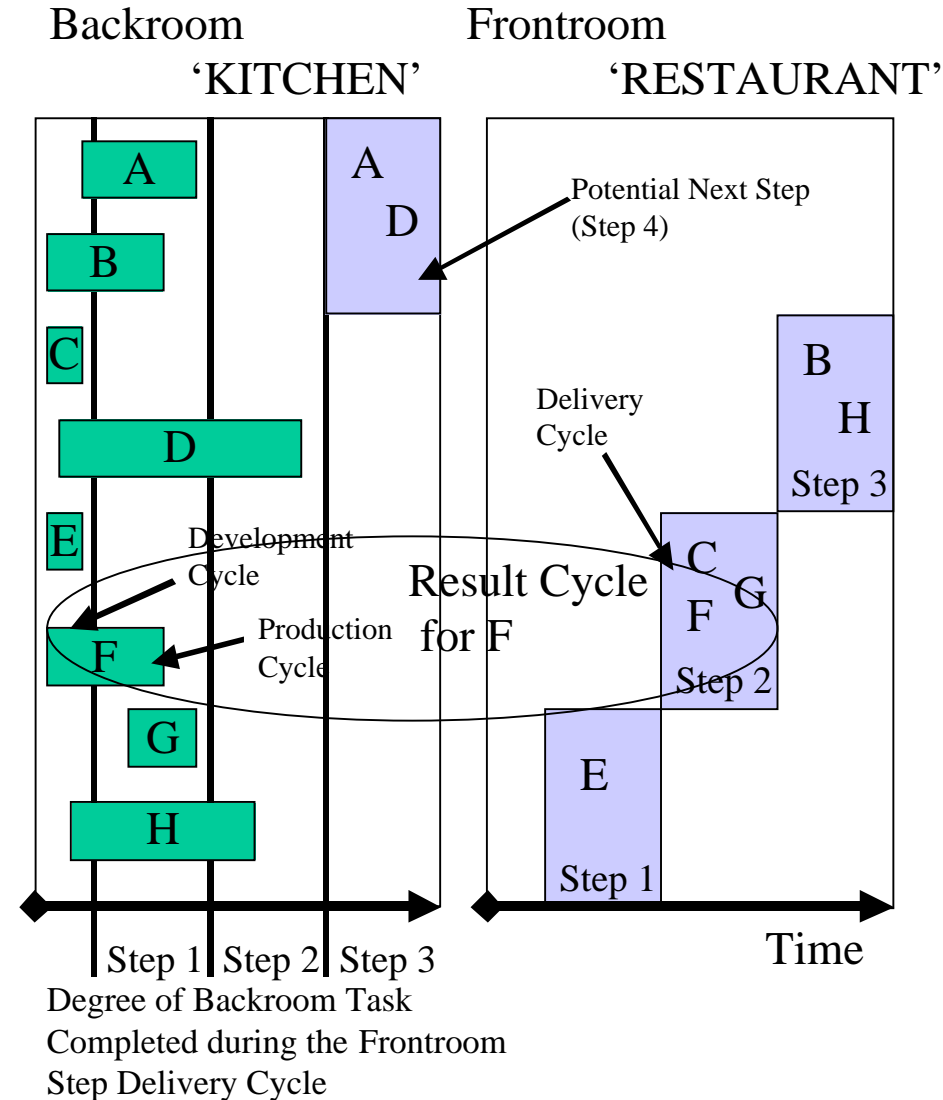 Backroom
Frontroom
‘KITCHEN’
‘RESTAURANT’
A
B
C
D
E
F
G
H
A
D
Potential Next Step
(Step 4)
Delivery
Cycle
B
H
Step 3
Development
Cycle
Production
Cycle
Result Cycle
for F
C
G
F
Step 2
E
Step 1
Time
Step 1
Step 2
Step 3
Degree of Backroom Task
Completed during the Frontroom
Step Delivery Cycle